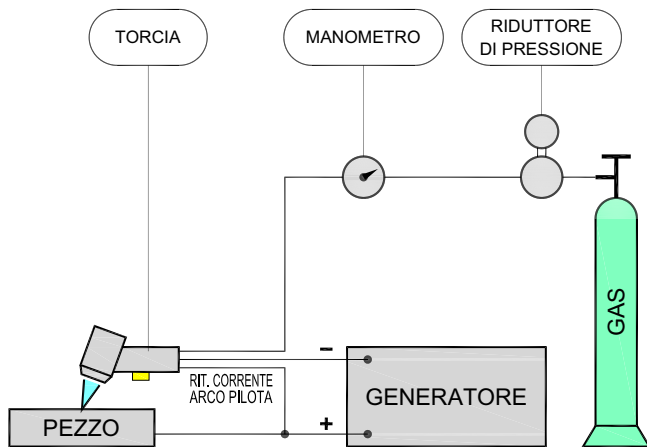 TORCIA
MANOMETRO
RIDUTTORE
DI PRESSIONE
GAS
-
RIT. CORRENTE
ARCO PILOTA
GENERATORE
PEZZO
+